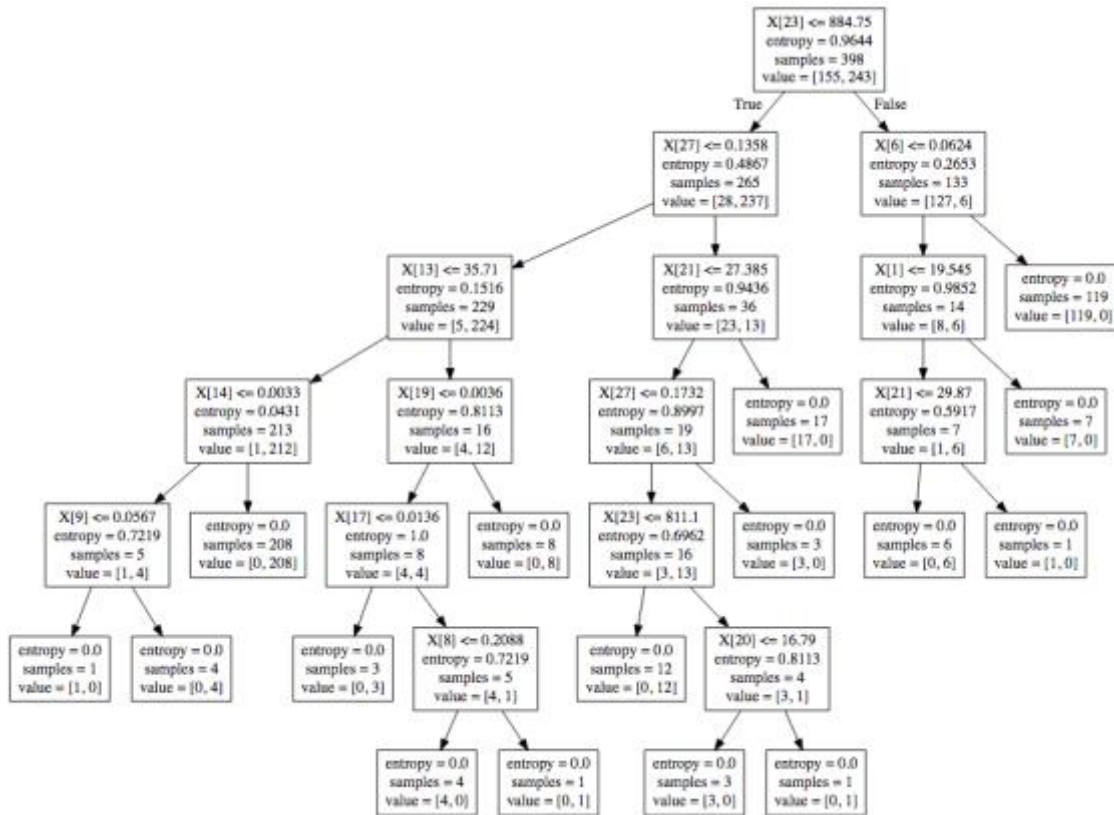 X[23] <= 884.75
entropy = 0.9644
samples = 398
value = [155, 243]
True
False
X[27] <= 0.1358
entropy = 0.4867
samples = 265
value = [28, 237]
X[6] <= 0.0624
entropy = 0.2653
samples = 133
value = [127, 6]
X[13] <= 35.71
entropy = 0.1516
samples = 229
value = [5, 224]
X[21] <= 27.385
entropy = 0.9436
samples = 36
value = [23, 13]
X[1] <= 19.545
entropy = 0.9852
samples = 14
value = [8, 6]
entropy = 0.0
samples = 119
value = [119, 0]
X[14] <= 0.0033
entropy = 0.0431
samples = 213
value = [1, 212]
X[19] <= 0.0036
entropy = 0.8113
samples = 16
value = [4, 12]
X[27] <= 0.1732
entropy = 0.8997
samples = 19
value = [6, 13]
entropy = 0.0
samples = 17
value = [17, 0]
X[21] <= 29.87
entropy = 0.5917
samples = 7
value = [1, 6]
entropy = 0.0
samples = 7
value = [7, 0]
X[9] <= 0.0567
entropy = 0.7219
samples = 5
value = [1, 4]
entropy = 0.0
samples = 208
value = [0, 208]
X[17] <= 0.0136
entropy = 1.0
samples = 8
value = [4, 4]
entropy = 0.0
samples = 8
value = [0, 8]
X[23] <= 811.1
entropy = 0.6962
samples = 16
value = [3, 13]
entropy = 0.0
samples = 3
value = [3, 0]
entropy = 0.0
samples = 6
value = [0, 6]
entropy = 0.0
samples = 1
value = [1, 0]
entropy = 0.0
samples = 1
value = [1, 0]
entropy = 0.0
samples = 4
value = [0, 4]
entropy = 0.0
samples = 3
value = [0, 3]
X[8] <= 0.2088
entropy = 0.7219
samples = 5
value = [4, 1]
entropy = 0.0
samples = 12
value = [0, 12]
X[20] <= 16.79
entropy = 0.8113
samples = 4
value = [3, 1]
entropy = 0.0
samples = 4
value = [4, 0]
entropy = 0.0
samples = 1
value = [0, 1]
entropy = 0.0
samples = 3
value = [3, 0]
entropy = 0.0
samples = 1
value = [0, 1]